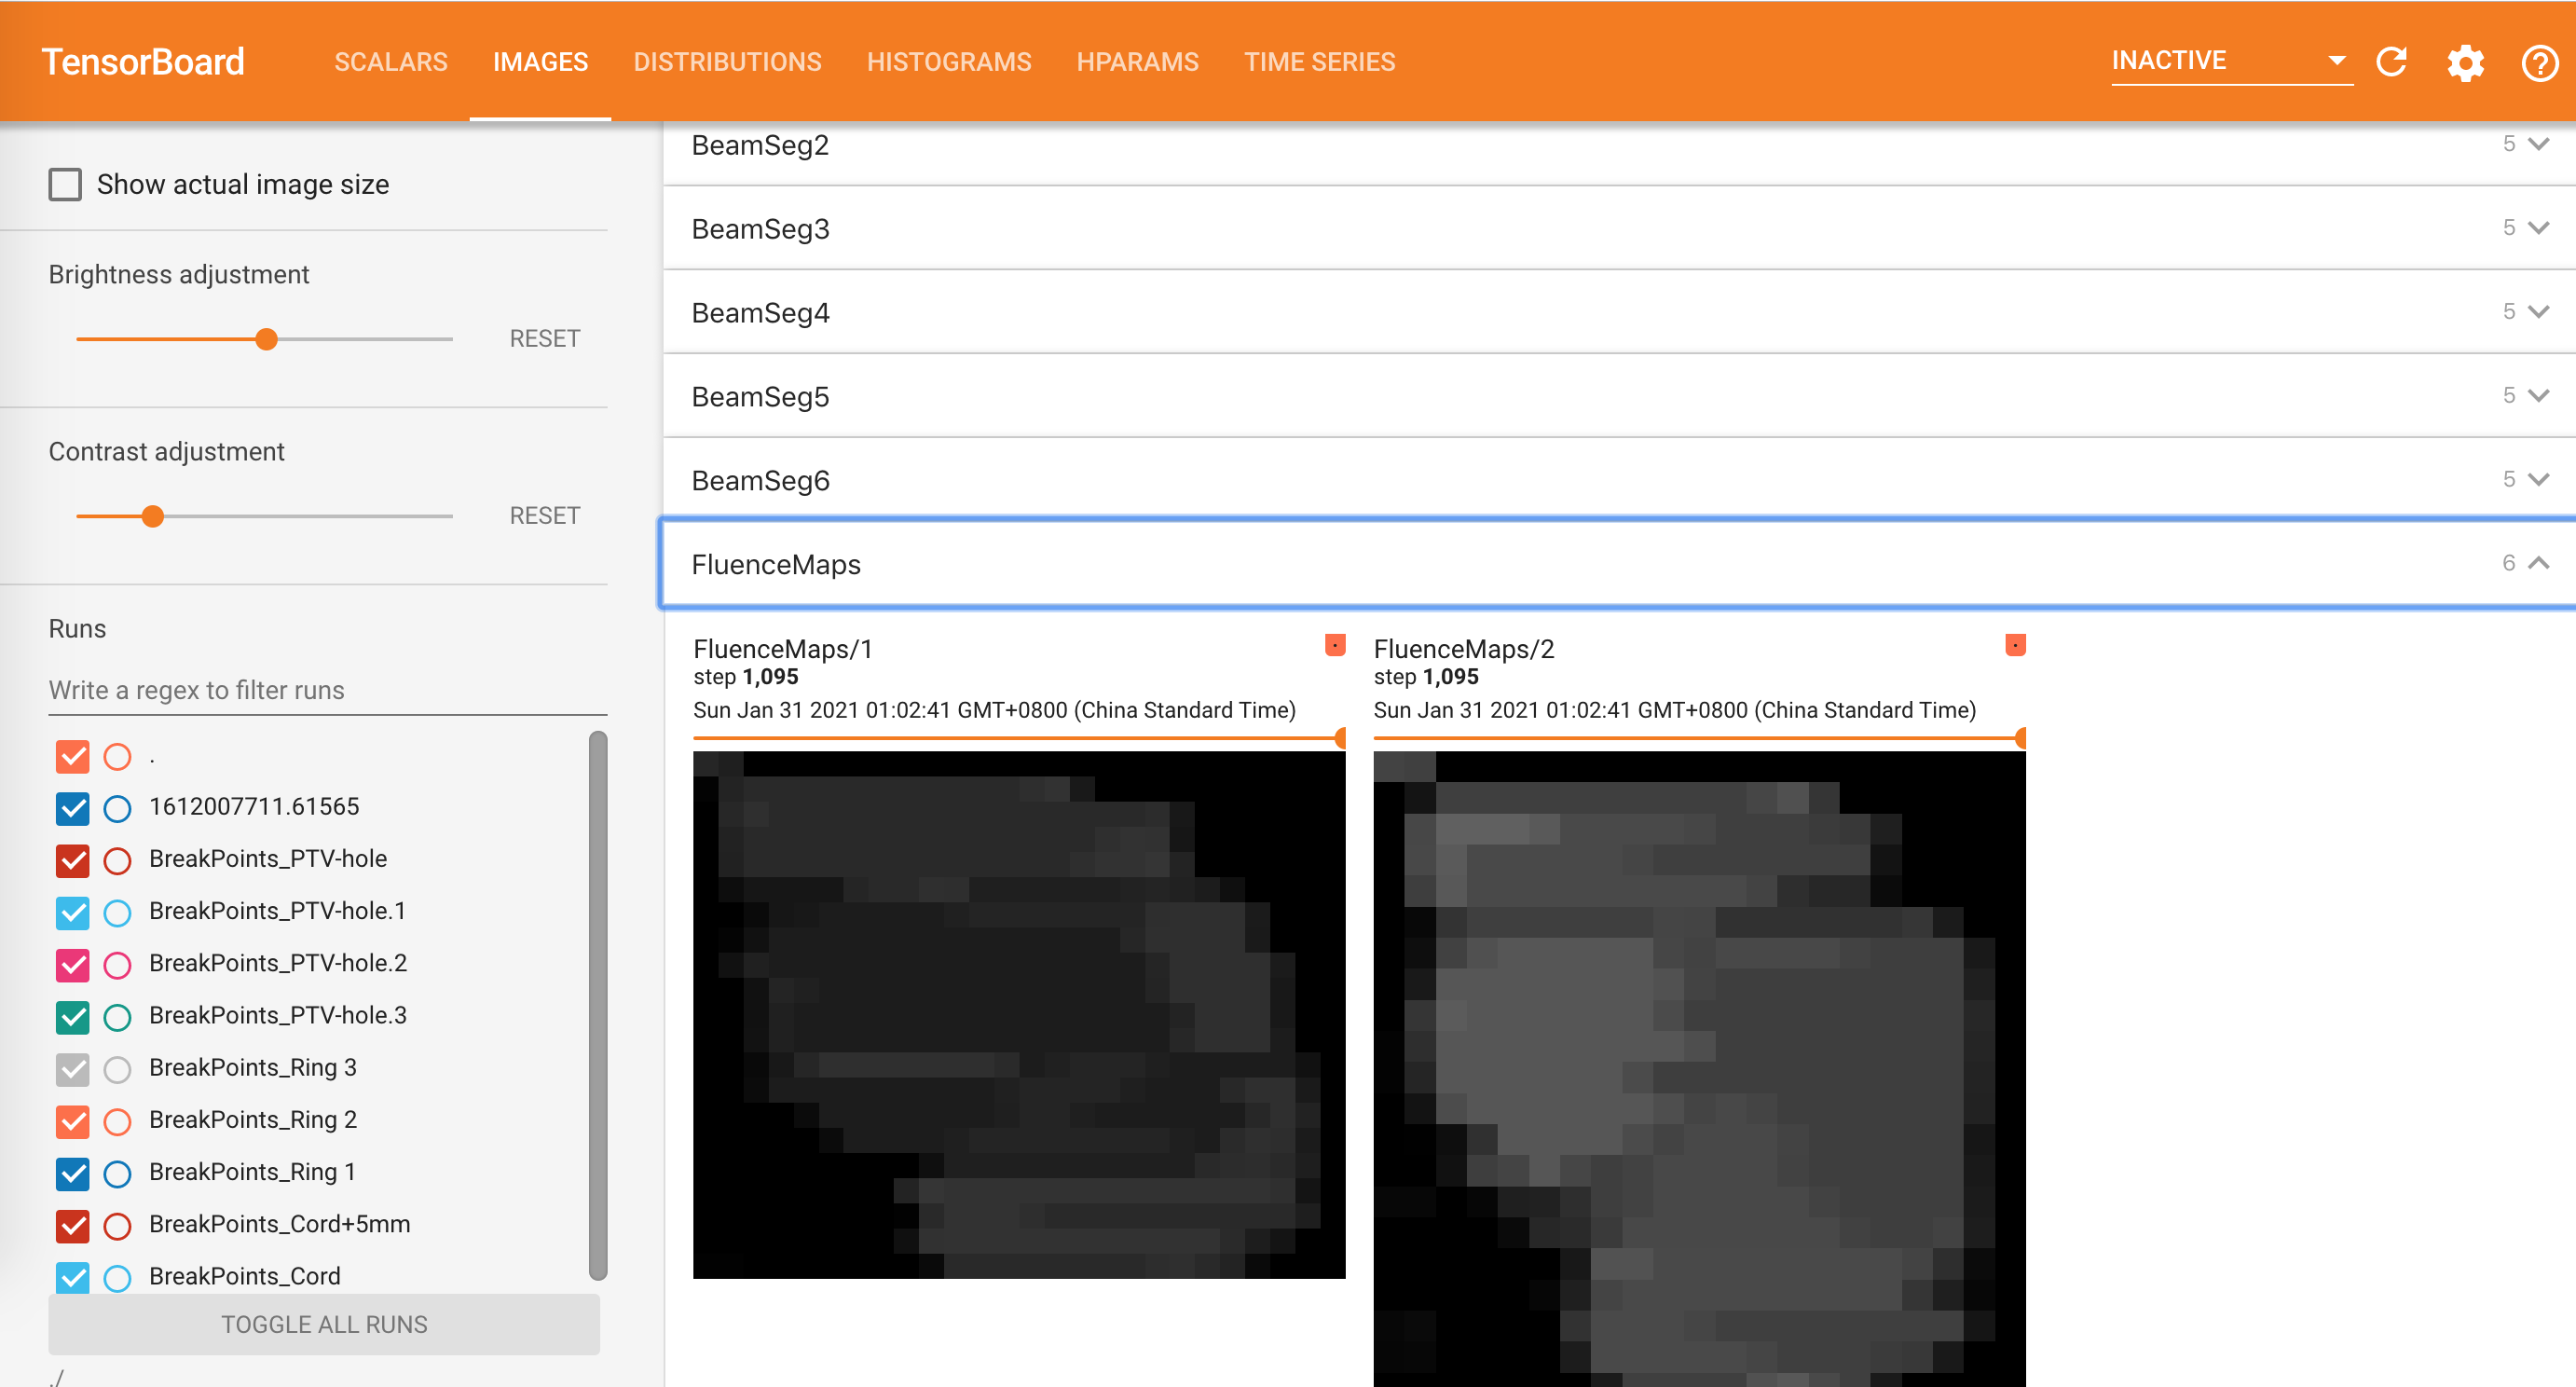 TensorBoard SCALARS IMAGES DISTRIBUTIONS HISTOGRAMS HPARAMS TIME SERIES INACTIVE
Show actual image size
Brightness adjustment
RESET
Contrast adjustment
RESET
Runs
Write a regex to filter runs
.
1612007711.61565
BreakPoints_PTV-hole
BreakPoints_PTV-hole.1
BreakPoints_PTV-hole.2
BreakPoints_PTV-hole.3
BreakPoints_Ring 3
BreakPoints_Ring 2
BreakPoints_Ring 1
BreakPoints_Cord+5mm
BreakPoints_Cord
TOGGLE ALL RUNS
./
BeamSeg2 5
BeamSeg3 5
BeamSeg4 5
BeamSeg5 5
BeamSeg6 5
FluenceMaps 6
FluenceMaps/1
step 1,095
Sun Jan 31 2021 01:02:41 GMT+0800 (China Standard Time)
FluenceMaps/2
step 1,095
Sun Jan 31 2021 01:02:41 GMT+0800 (China Standard Time)